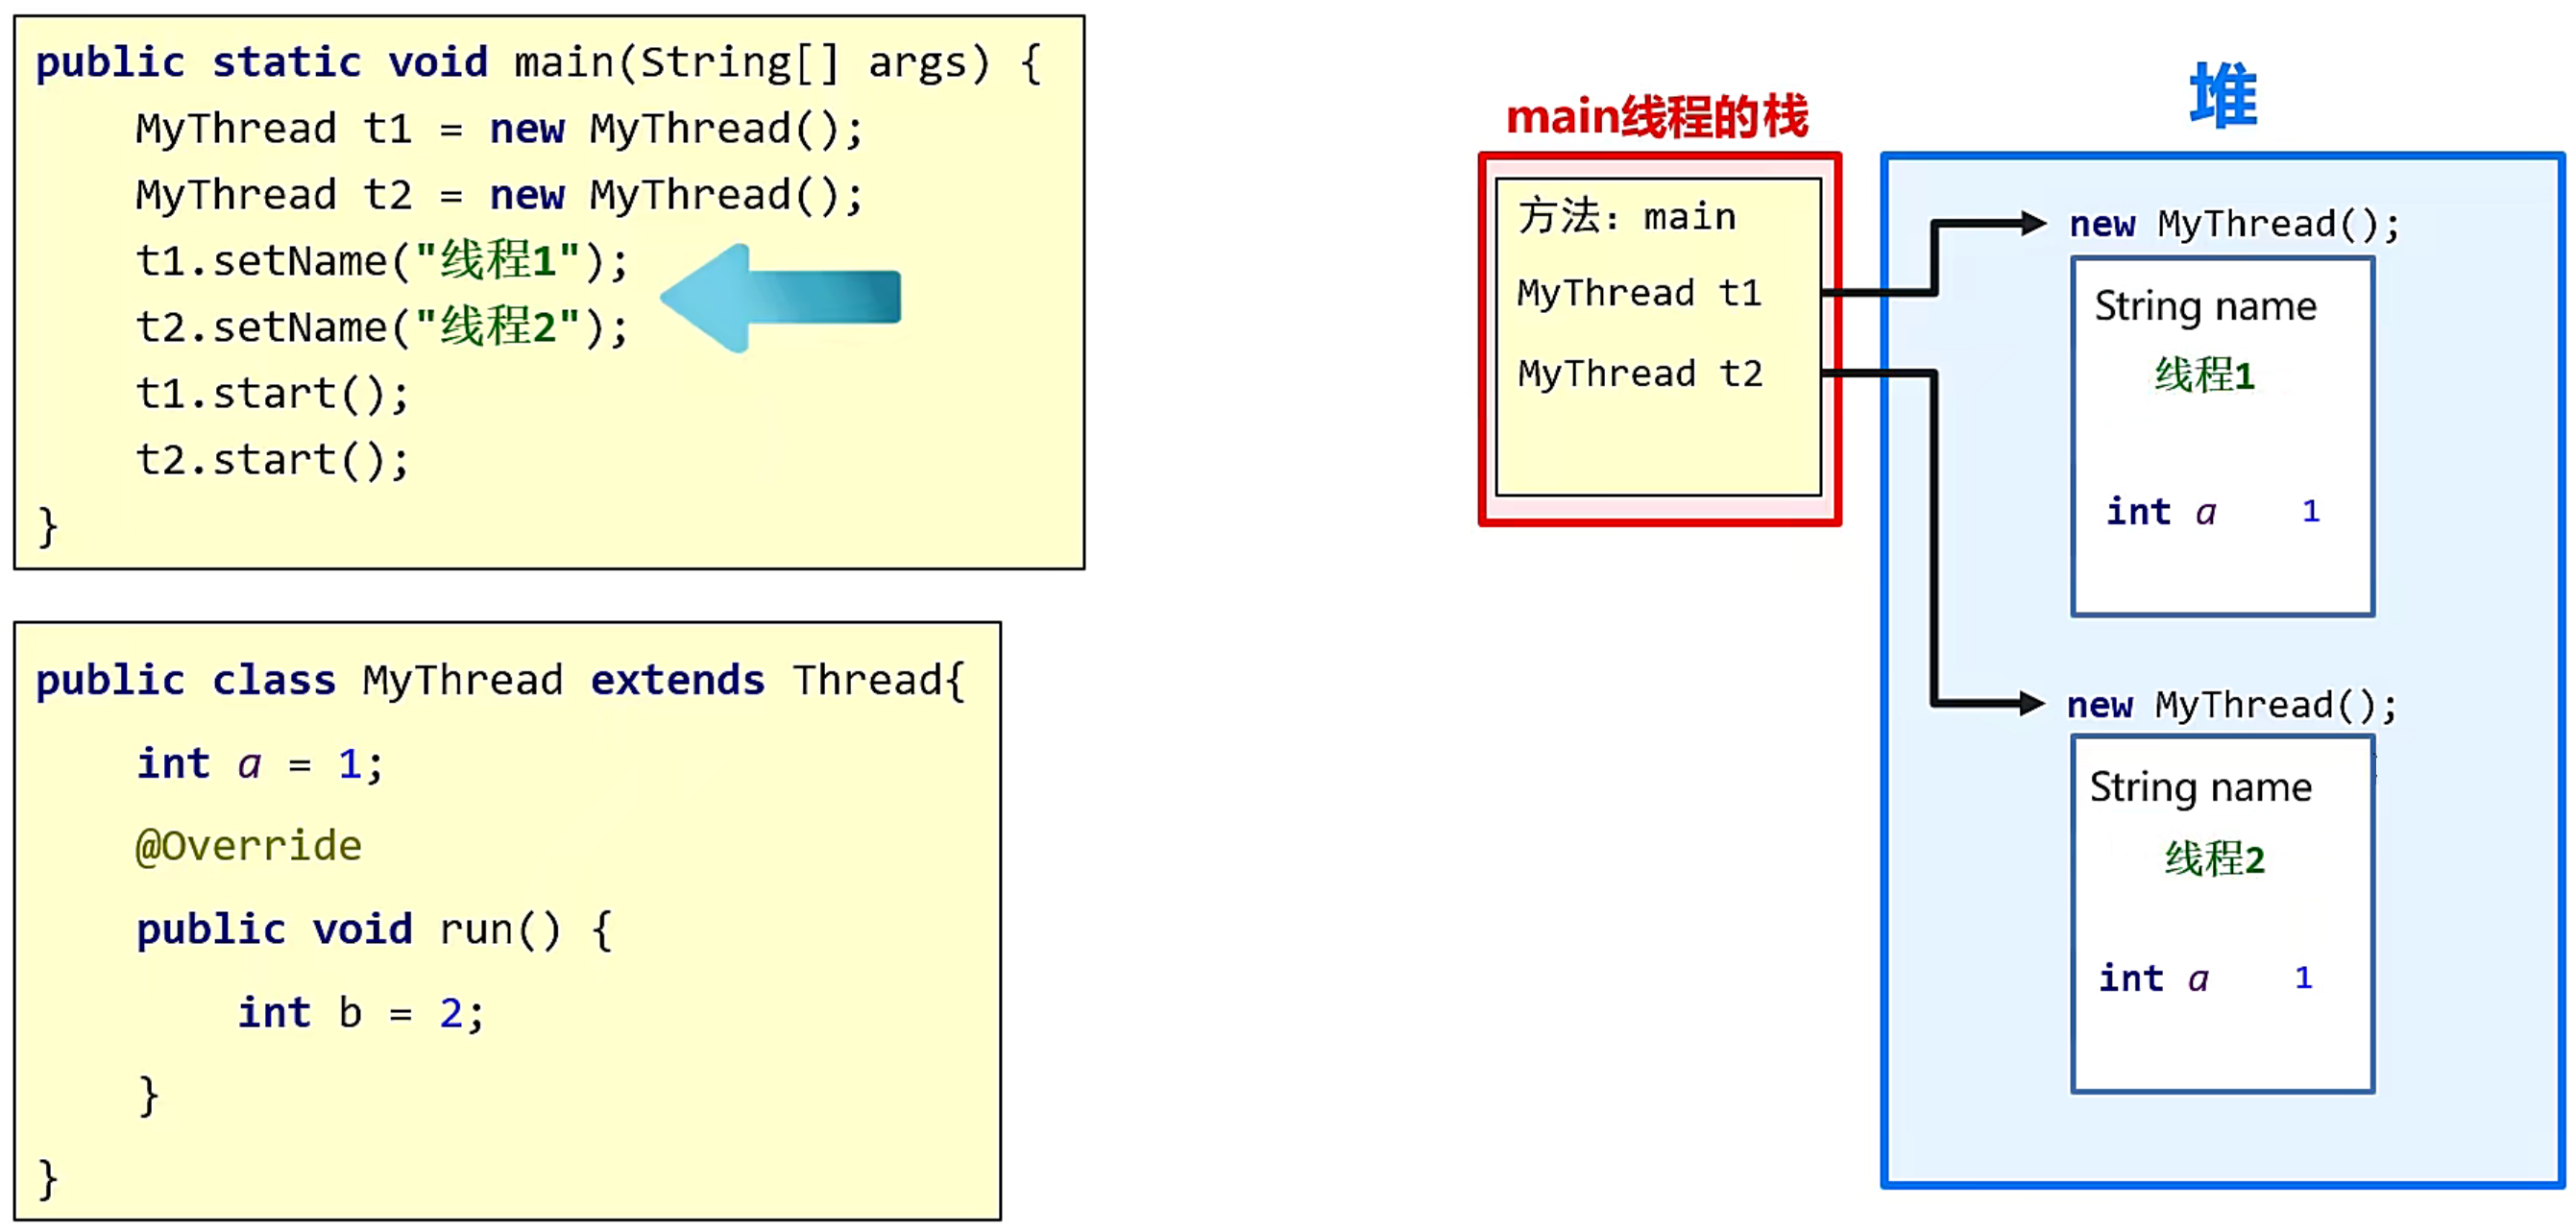 public static void main(String[] args) {
    MyThread t1 = new MyThread();
    MyThread t2 = new MyThread();
    t1.setName("线程1");
    t2.setName("线程2");
    t1.start();
    t2.start();
}
public class MyThread extends Thread{
    int a = 1;
    @Override
    public void run() {
        int b = 2;
    }
}
main线程的栈
方法：main
MyThread t1
MyThread t2
堆
new MyThread();
String name
线程1
int a 1
new MyThread();
String name
线程2
int a 1